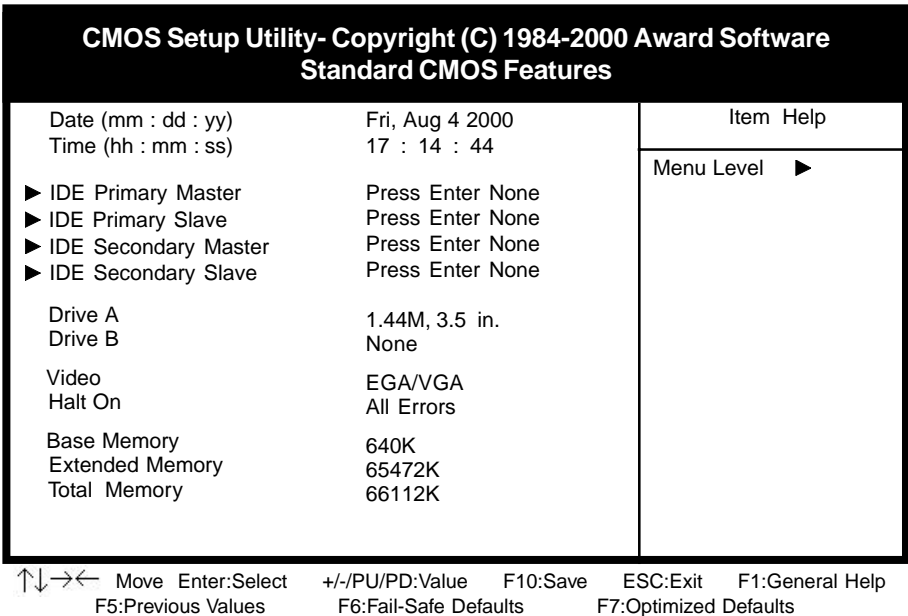 CMOS Setup Utility- Copyright (C) 1984-2000 Award Software
Standard CMOS Features
Date (mm : dd : yy) Fri, Aug 4 2000
Time (hh : mm : ss) 17 : 14 : 44
▶ IDE Primary Master Press Enter None
▶ IDE Primary Slave Press Enter None
▶ IDE Secondary Master Press Enter None
▶ IDE Secondary Slave Press Enter None
Drive A 1.44M, 3.5 in.
Drive B None
Video EGA/VGA
Halt On All Errors
Base Memory 640K
Extended Memory 65472K
Total Memory 66112K
Item Help
Menu Level ▶
↑↓→← Move Enter:Select +/-/PU/PD:Value F10:Save ESC:Exit F1:General Help
F5:Previous Values F6:Fail-Safe Defaults F7:Optimized Defaults